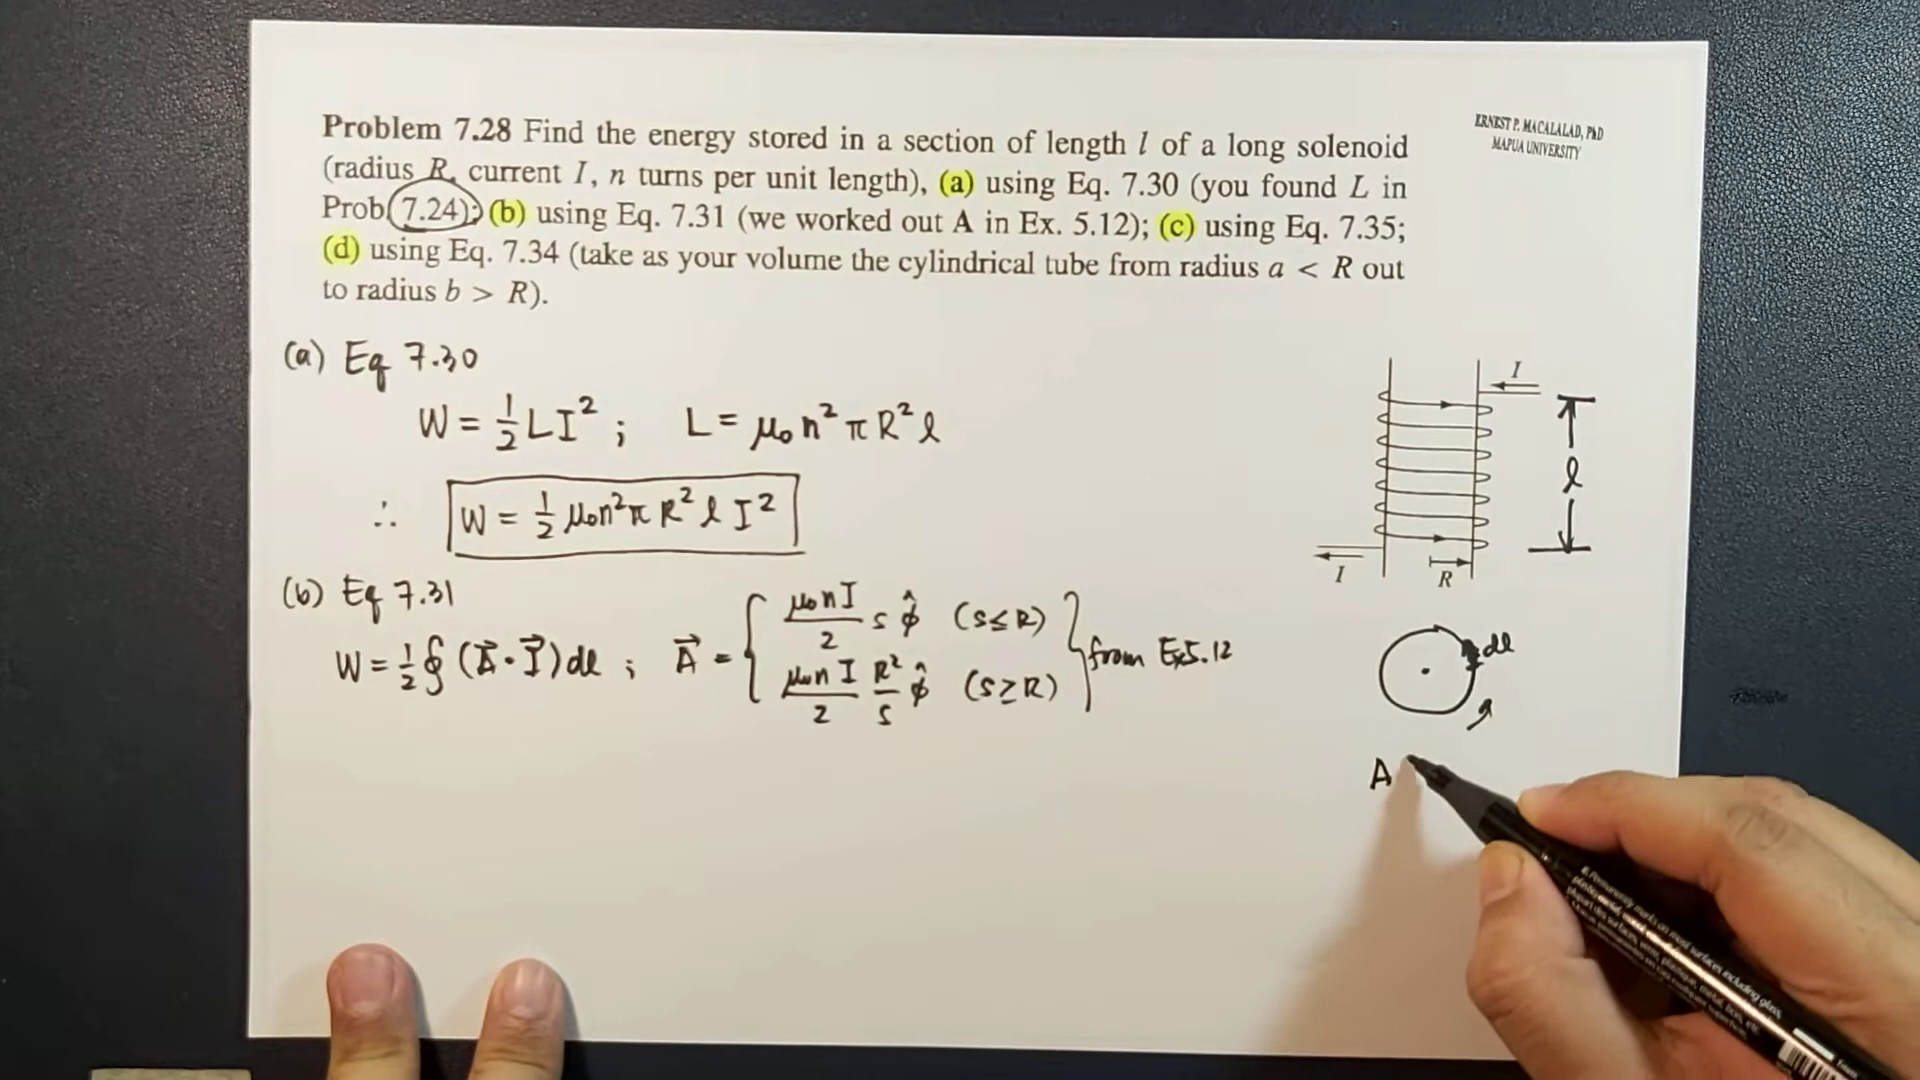 ERNEST P. MACALALAD, PhD
MAPUA UNIVERSITY
Problem 7.28 Find the energy stored in a section of length l of a long solenoid
(radius R, current I, n turns per unit length), (a) using Eq. 7.30 (you found L in
Prob. 7.24); (b) using Eq. 7.31 (we worked out A in Ex. 5.12); (c) using Eq. 7.35;
(d) using Eq. 7.34 (take as your volume the cylindrical tube from radius a < R out
to radius b > R).
(a) Eq 7.30
W = 1/2 LI² ; L = μ₀n²πR²l
∴ W = 1/2 μ₀n²πR²l I²
(b) Eq 7.31
W = 1/2 ∮ (A⃗ · I⃗) dl ; A⃗ = { μ₀nI/2 s φ̂ (s ≤ R)
μ₀nI/2 R²/s φ̂ (s ≥ R) } from Ex 5.12
I
l
I
R
dl
A